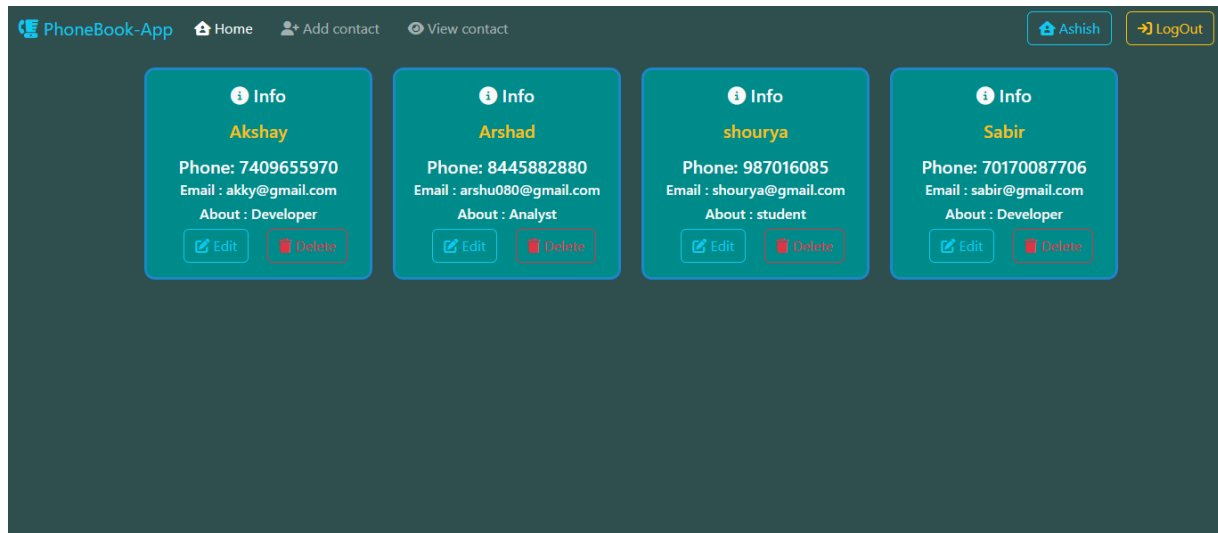 PhoneBook-App Home Add contact View contact Ashish LogOut
Info
Akshay
Phone: 7409655970
Email : akky@gmail.com
About : Developer
Edit Delete
Info
Arshad
Phone: 8445882880
Email : arshu080@gmail.com
About : Analyst
Edit Delete
Info
shourya
Phone: 987016085
Email : shourya@gmail.com
About : student
Edit Delete
Info
Sabir
Phone: 70170087706
Email : sabir@gmail.com
About : Developer
Edit Delete